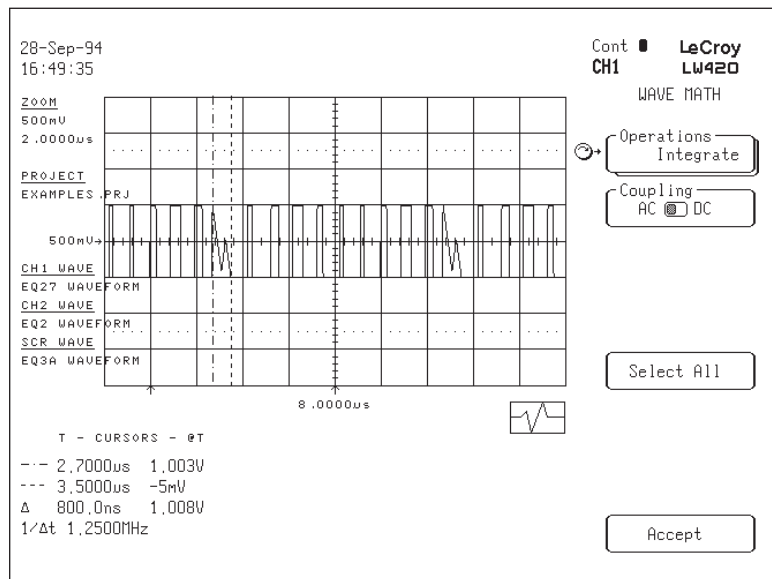 28-Sep-94
16:49:35
Cont
CH1
LeCroy
LW420
WAVE MATH
Operations
Integrate
Coupling
AC DC
Select All
Accept
ZOOM
500mV
2.0000us
PROJECT
EXAMPLES.PRJ
500mV
CH1 WAVE
EQ27 WAVEFORM
CH2 WAVE
EQ2 WAVEFORM
SCR WAVE
EQ3A WAVEFORM
8.0000us
T - CURSORS - @T
--- 2.7000us 1.003V
--- 3.5000us -5mV
Δ 800.0ns 1.008V
1/Δt 1.2500MHz